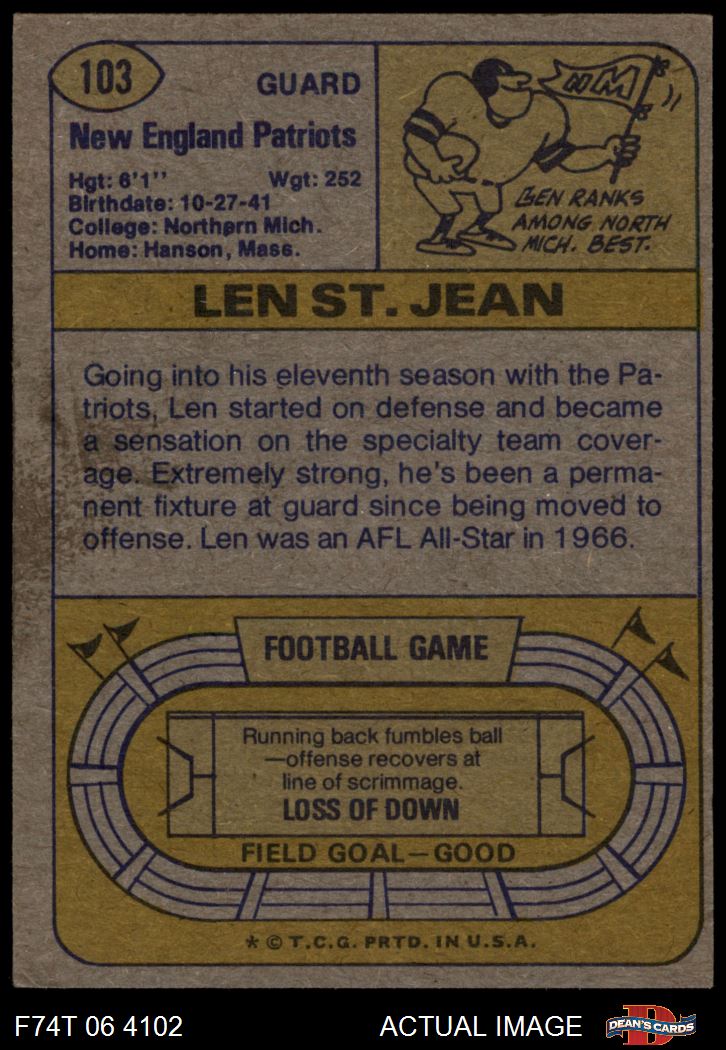 103
GUARD
New England Patriots
Hgt: 6'1'' Wgt: 252
Birthdate: 10-27-41
College: Northern Mich.
Home: Hanson, Mass.
NM
LEN RANKS
AMONG NORTH
MICH. BEST.
LEN ST. JEAN
Going into his eleventh season with the Pa-
triots, Len started on defense and became
a sensation on the specialty team cover-
age. Extremely strong, he's been a perma-
nent fixture at guard since being moved to
offense. Len was an AFL All-Star in 1966.
FOOTBALL GAME
Running back fumbles ball
—offense recovers at
line of scrimmage.
LOSS OF DOWN
FIELD GOAL—GOOD
* © T.C.G. PRTD. IN U.S.A.
F74T 06 4102
ACTUAL IMAGE
D
DEAN'S CARDS